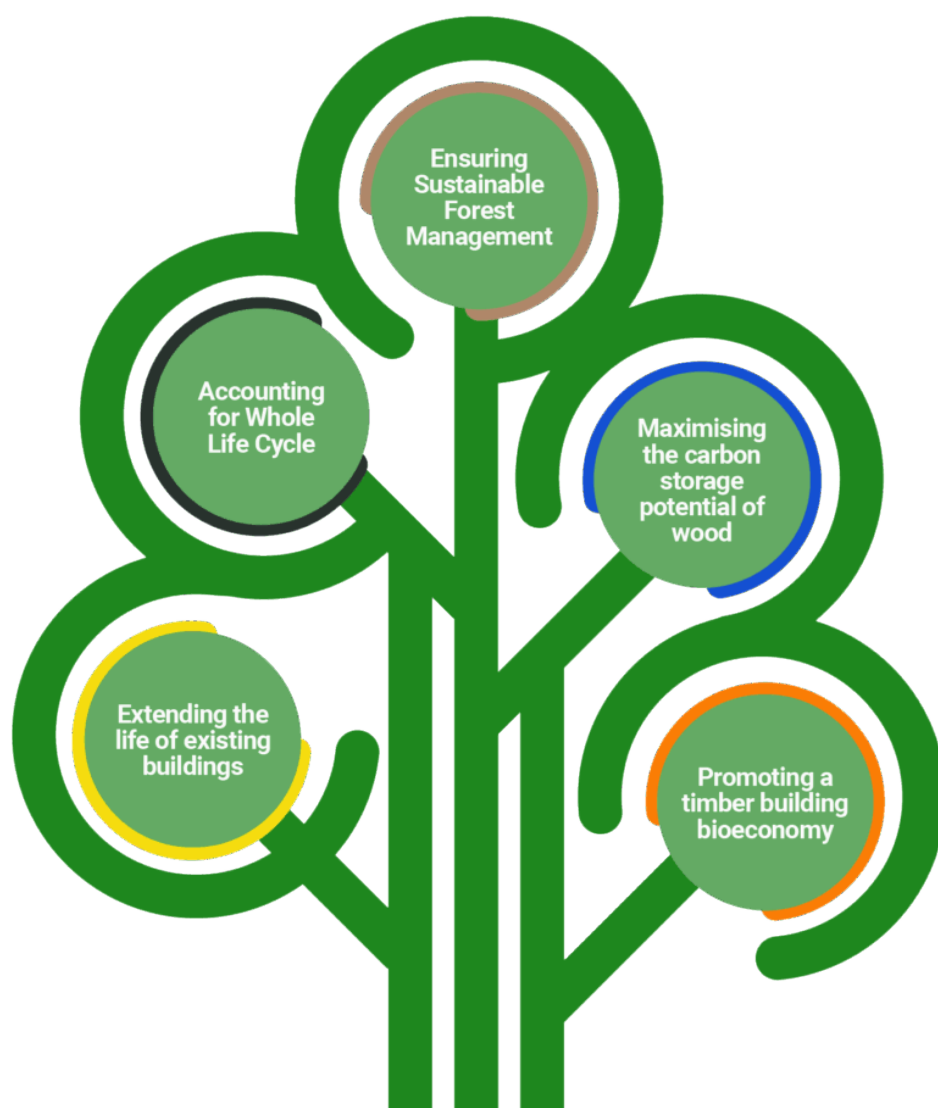 Ensuring
Sustainable
Forest
Management
Accounting
for Whole
Life Cycle
Maximising
the carbon
storage
potential of
wood
Extending the
life of existing
buildings
Promoting a
timber building
bioeconomy